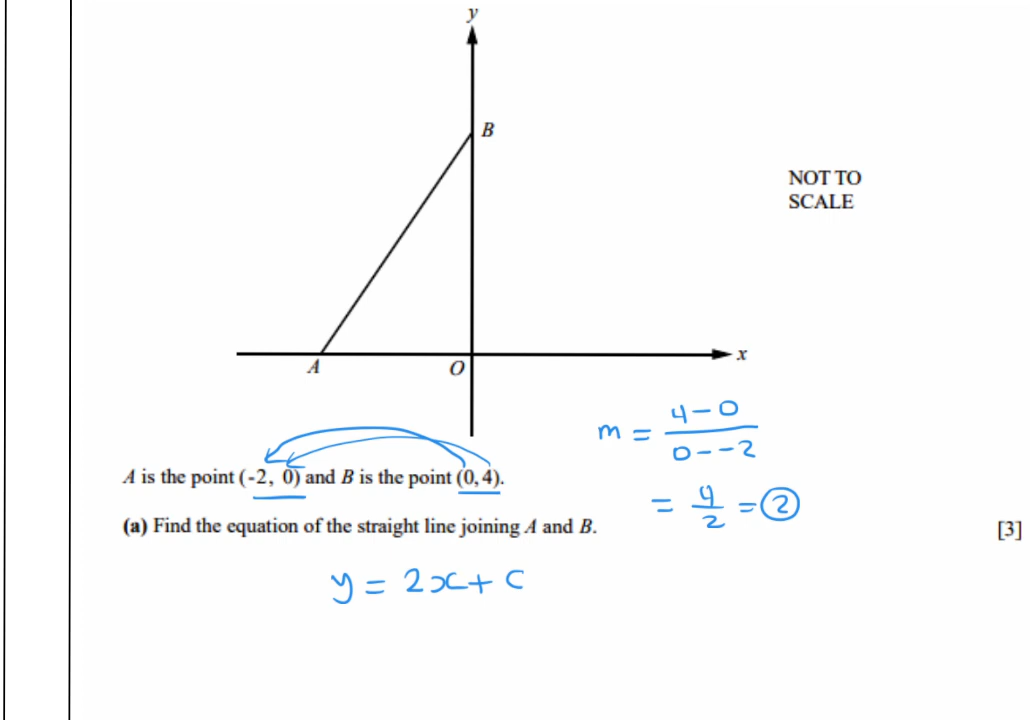 y
B
NOT TO
SCALE
x
A
O
m = 4-0
0--2
A is the point (-2, 0) and B is the point (0, 4).
= 4/2 = 2
(a) Find the equation of the straight line joining A and B.
[3]
y = 2x + c